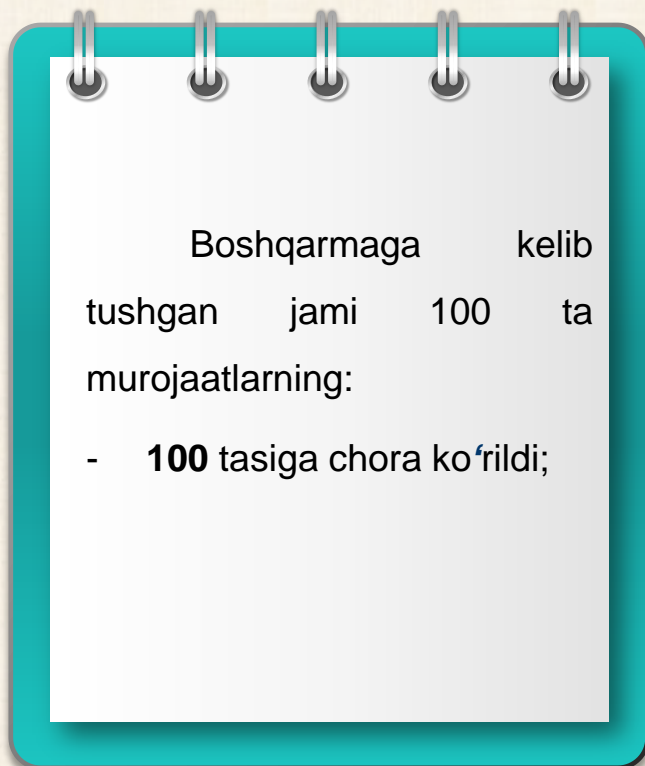 Boshqarmaga kelib
tushgan jami 100 ta
murojaatlarning:
- 100 tasiga chora ko‘rildi;